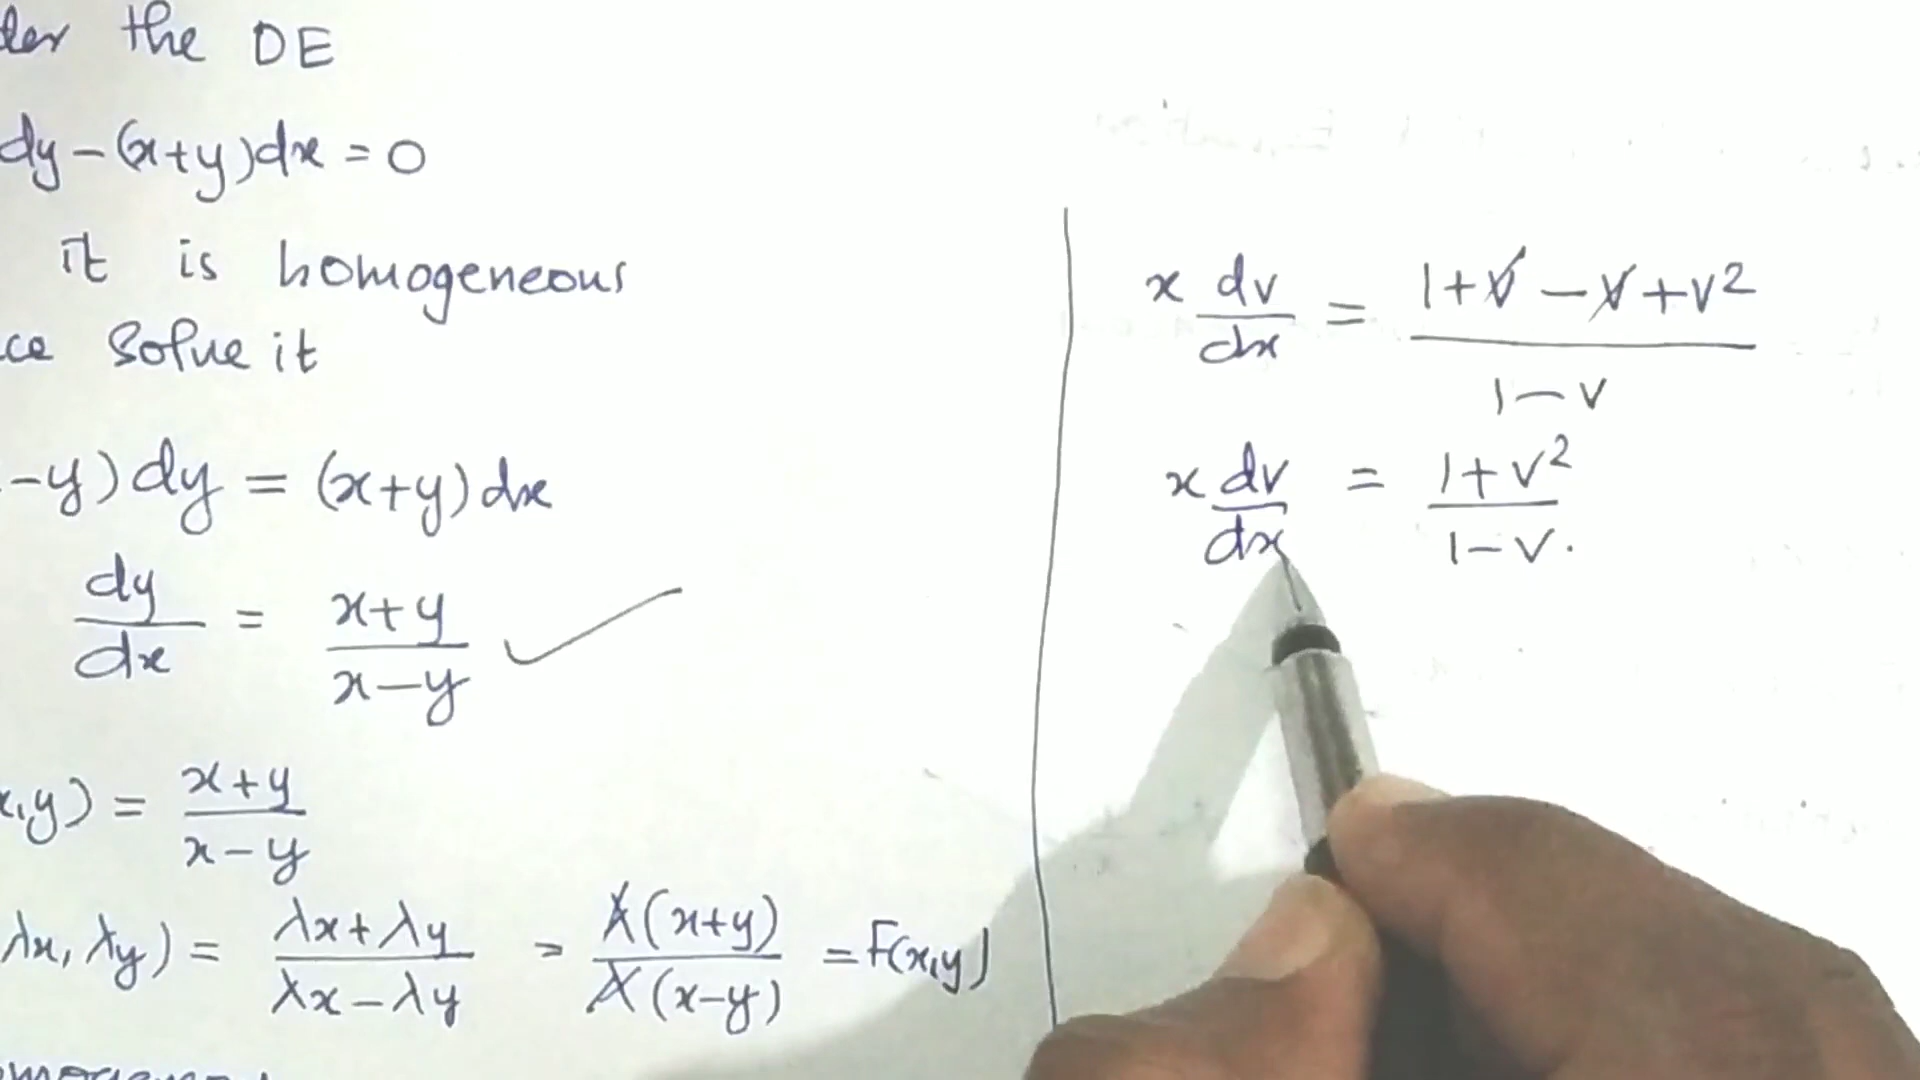 the DE
dy - (x+y)dx = 0
it is homogeneous
solve it
-y) dy = (x+y) dx
dy/dx = (x+y)/(x-y) ✓
x,y) = (x+y)/(x-y)
λx, λy) = (λx+λy)/(λx-λy) = λ(x+y)/λ(x-y) = F(x,y)
x dv/dx = (1+v-v+v²)/(1-v)
x dv/dx = (1+v²)/(1-v).